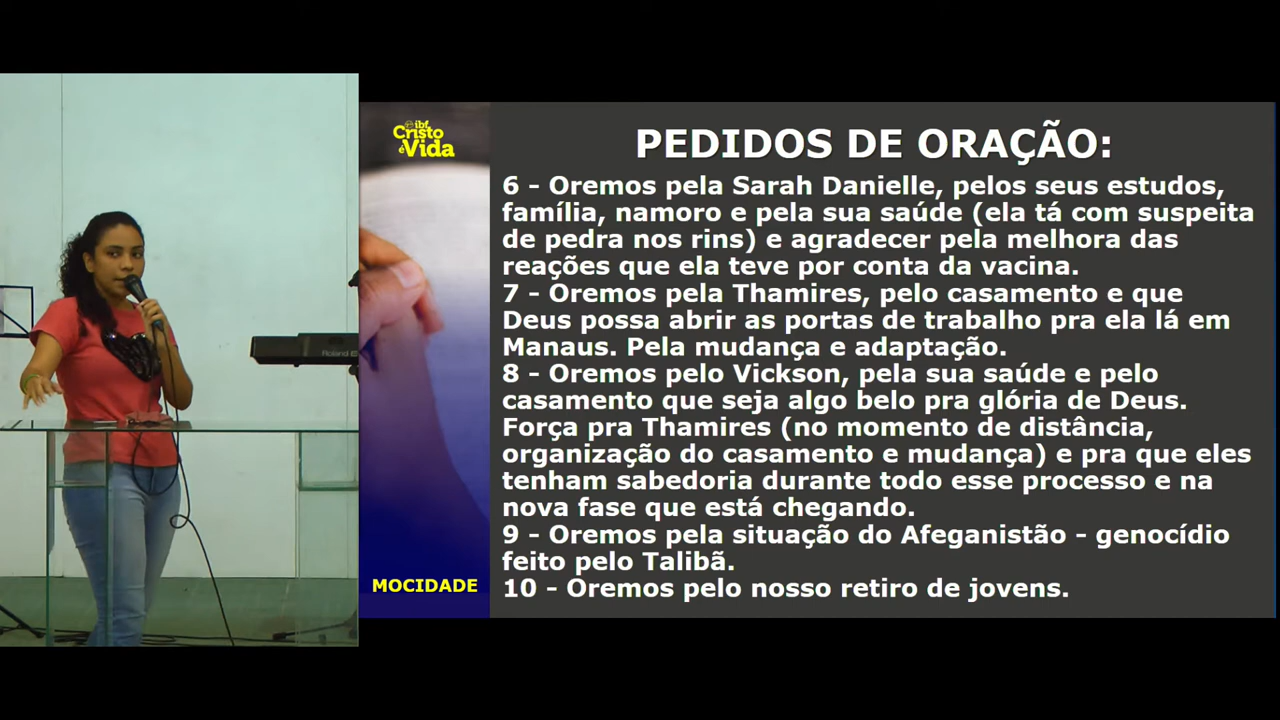 ibf
Cristo
é Vida
PEDIDOS DE ORAÇÃO:
6 - Oremos pela Sarah Danielle, pelos seus estudos,
família, namoro e pela sua saúde (ela tá com suspeita
de pedra nos rins) e agradecer pela melhora das
reações que ela teve por conta da vacina.
7 - Oremos pela Thamires, pelo casamento e que
Deus possa abrir as portas de trabalho pra ela lá em
Manaus. Pela mudança e adaptação.
8 - Oremos pelo Vickson, pela sua saúde e pelo
casamento que seja algo belo pra glória de Deus.
Força pra Thamires (no momento de distância,
organização do casamento e mudança) e pra que eles
tenham sabedoria durante todo esse processo e na
nova fase que está chegando.
9 - Oremos pela situação do Afeganistão - genocídio
feito pelo Talibã.
10 - Oremos pelo nosso retiro de jovens.
MOCIDADE
Roland